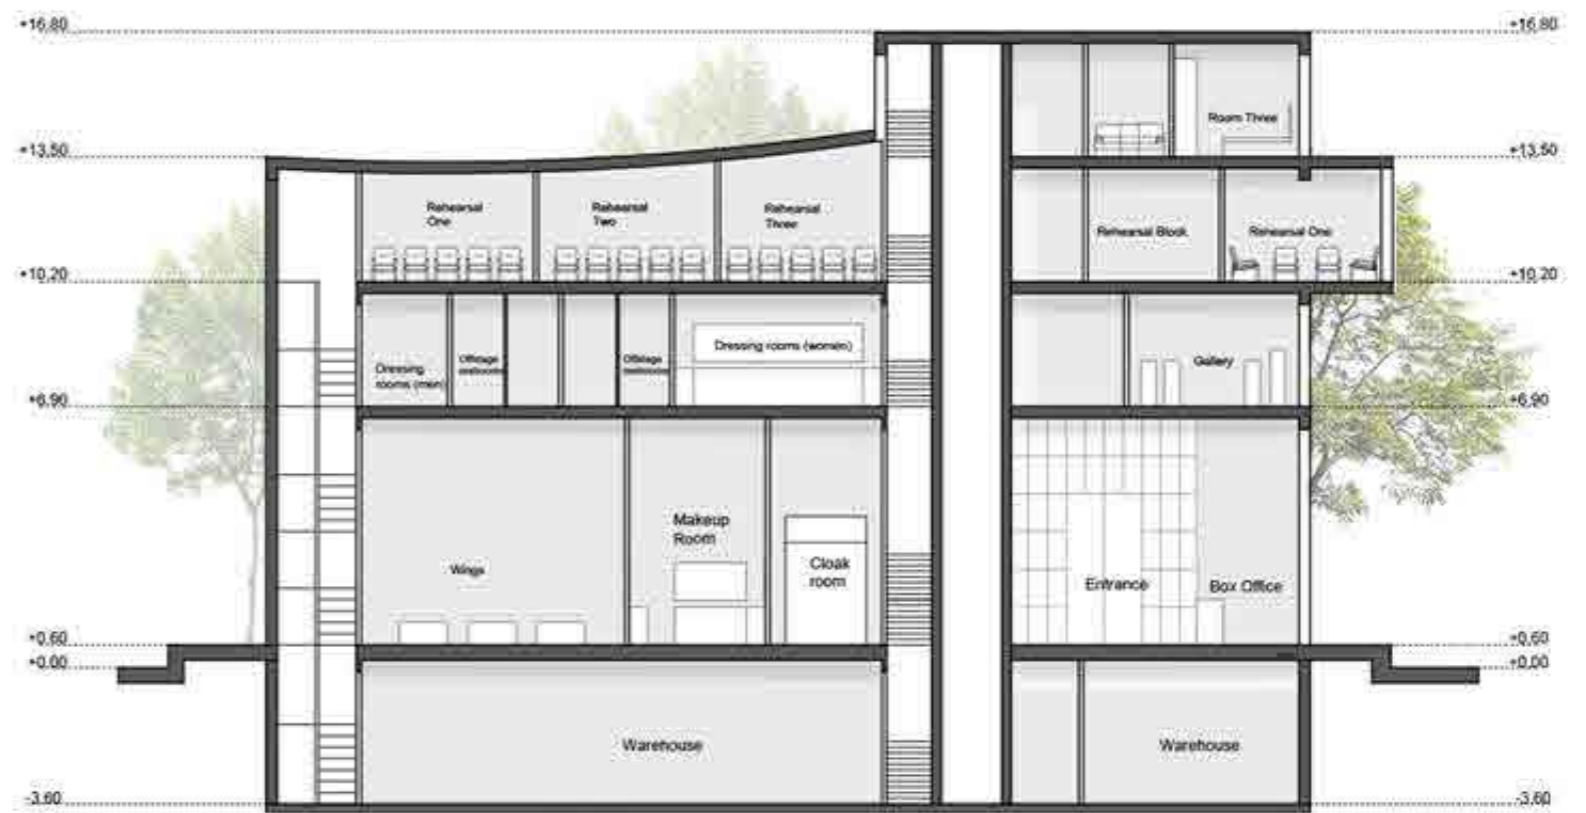 +16.80
+16.80
Room Three
+13.50
+13.50
Rehearsal
One
Rehearsal
Two
Rehearsal
Three
Rehearsal Block
Rehearsal One
+10.20
+10.20
Dressing
rooms (men)
Offstage
Offstage
Dressing rooms (women)
Gallery
+6.90
+6.90
Wings
Makeup
Room
Cloak
room
Entrance
Box Office
+0.60
+0.00
+0.60
+0.00
Warehouse
Warehouse
-3.60
-3.60